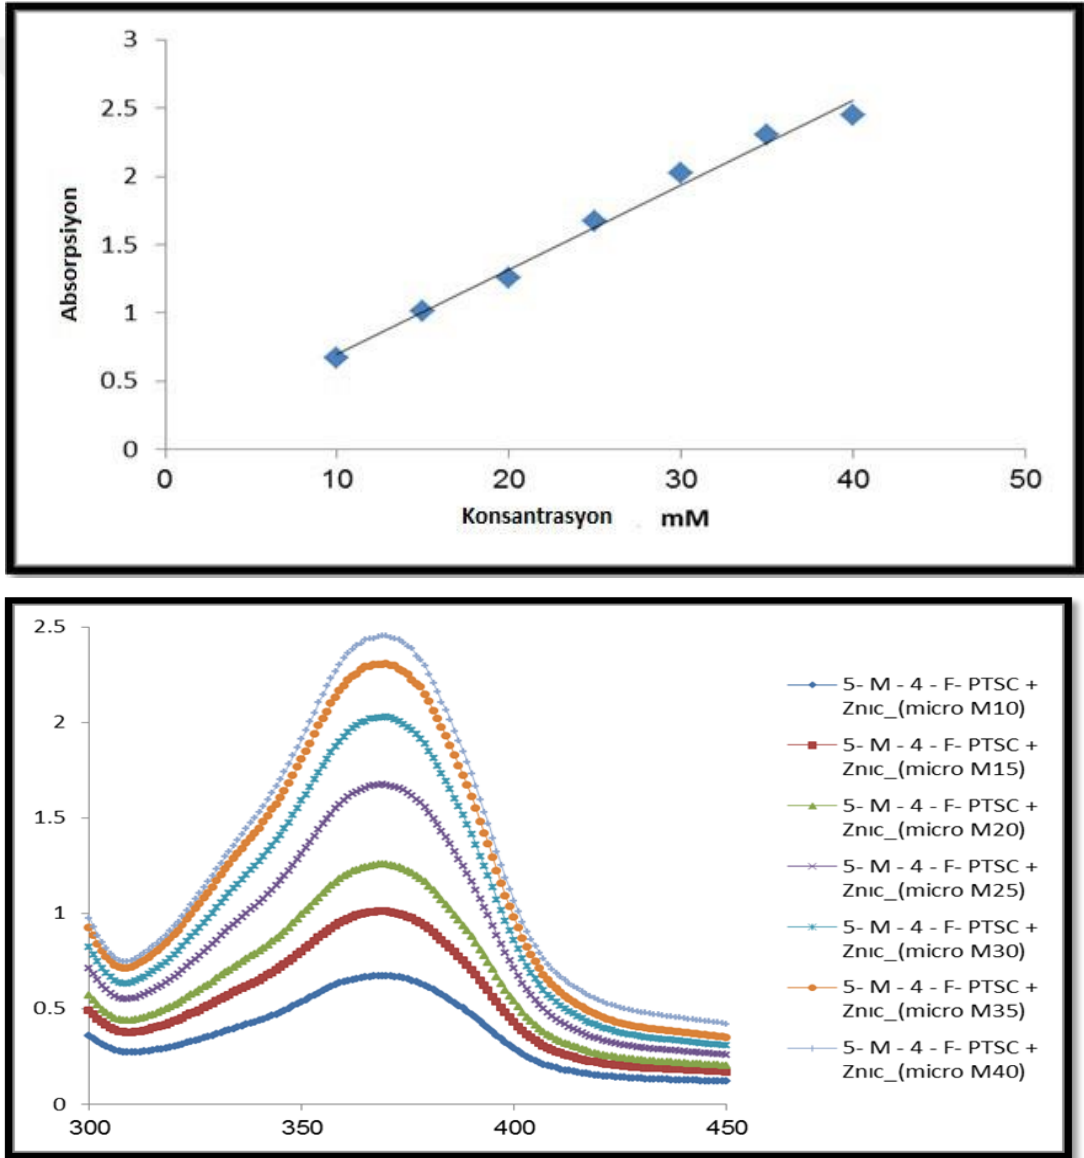 3
2.5
2
1.5
1
0.5
0
Absorpsiyon
0 10 20 30 40 50
Konsantrasyon mM
2.5
2
1.5
1
0.5
0
300 350 400 450
5- M - 4 - F- PTSC +
Znıc_(micro M10)
5- M - 4 - F- PTSC +
Znıc_(micro M15)
5- M - 4 - F- PTSC +
Znıc_(micro M20)
5- M - 4 - F- PTSC +
Znıc_(micro M25)
5- M - 4 - F- PTSC +
Znıc_(micro M30)
5- M - 4 - F- PTSC +
Znıc_(micro M35)
5- M - 4 - F- PTSC +
Znıc_(micro M40)